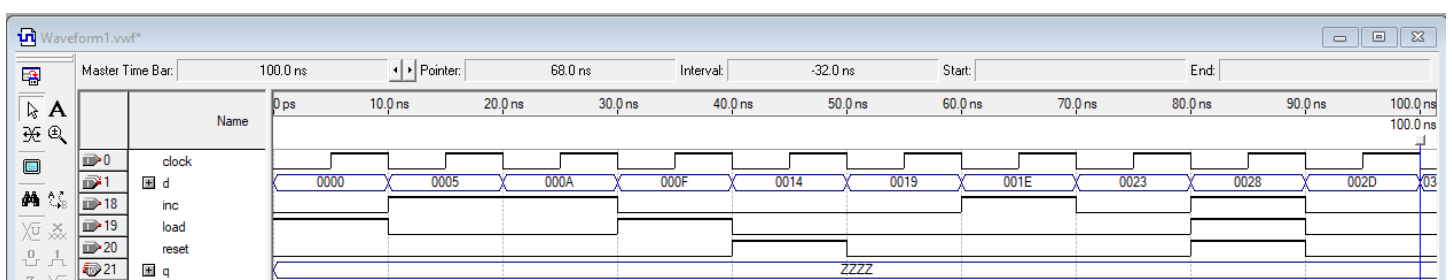 Waveform1.vwf*
Master Time Bar: 100.0 ns Pointer: 68.0 ns Interval: -32.0 ns Start: End:
A Name 0 ps 10.0 ns 20.0 ns 30.0 ns 40.0 ns 50.0 ns 60.0 ns 70.0 ns 80.0 ns 90.0 ns 100.0 ns
100.0 ns
0 clock
1 d 0000 0005 000A 000F 0014 0019 001E 0023 0028 002D 03
18 inc
19 load
20 reset
21 q ZZZZ